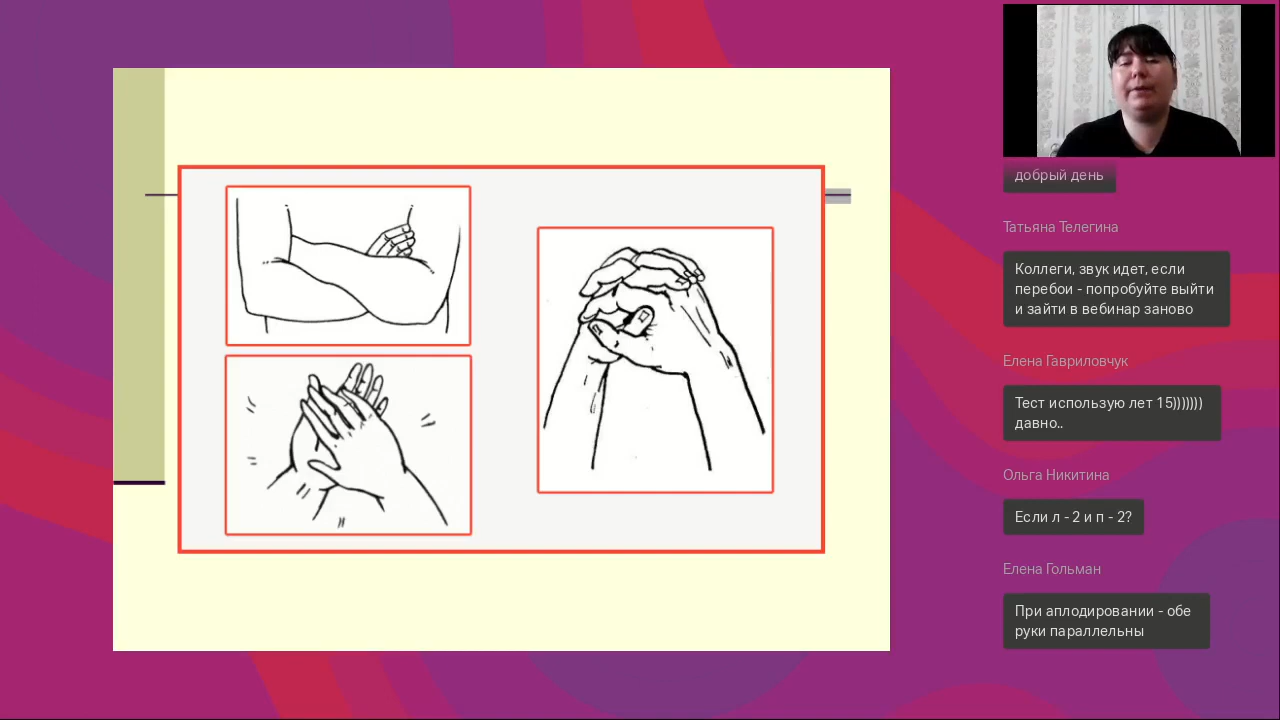 добрый день
Татьяна Телегина
Коллеги, звук идет, если
перебои - попробуйте выйти
и зайти в вебинар заново
Елена Гавриловчук
Тест использую лет 15)))))))
давно..
Ольга Никитина
Если л - 2 и п - 2?
Елена Гольман
При аплодировании - обе
руки параллельны